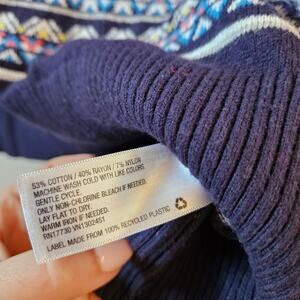 53% COTTON / 40% RAYON / 7% NYLON
MACHINE WASH COLD WITH LIKE COLORS
GENTLE CYCLE.
ONLY NON-CHLORINE BLEACH IF NEEDED.
LAY FLAT TO DRY.
WARM IRON IF NEEDED.
RN17730 VN1302451
LABEL MADE FROM 100% RECYCLED PLASTIC